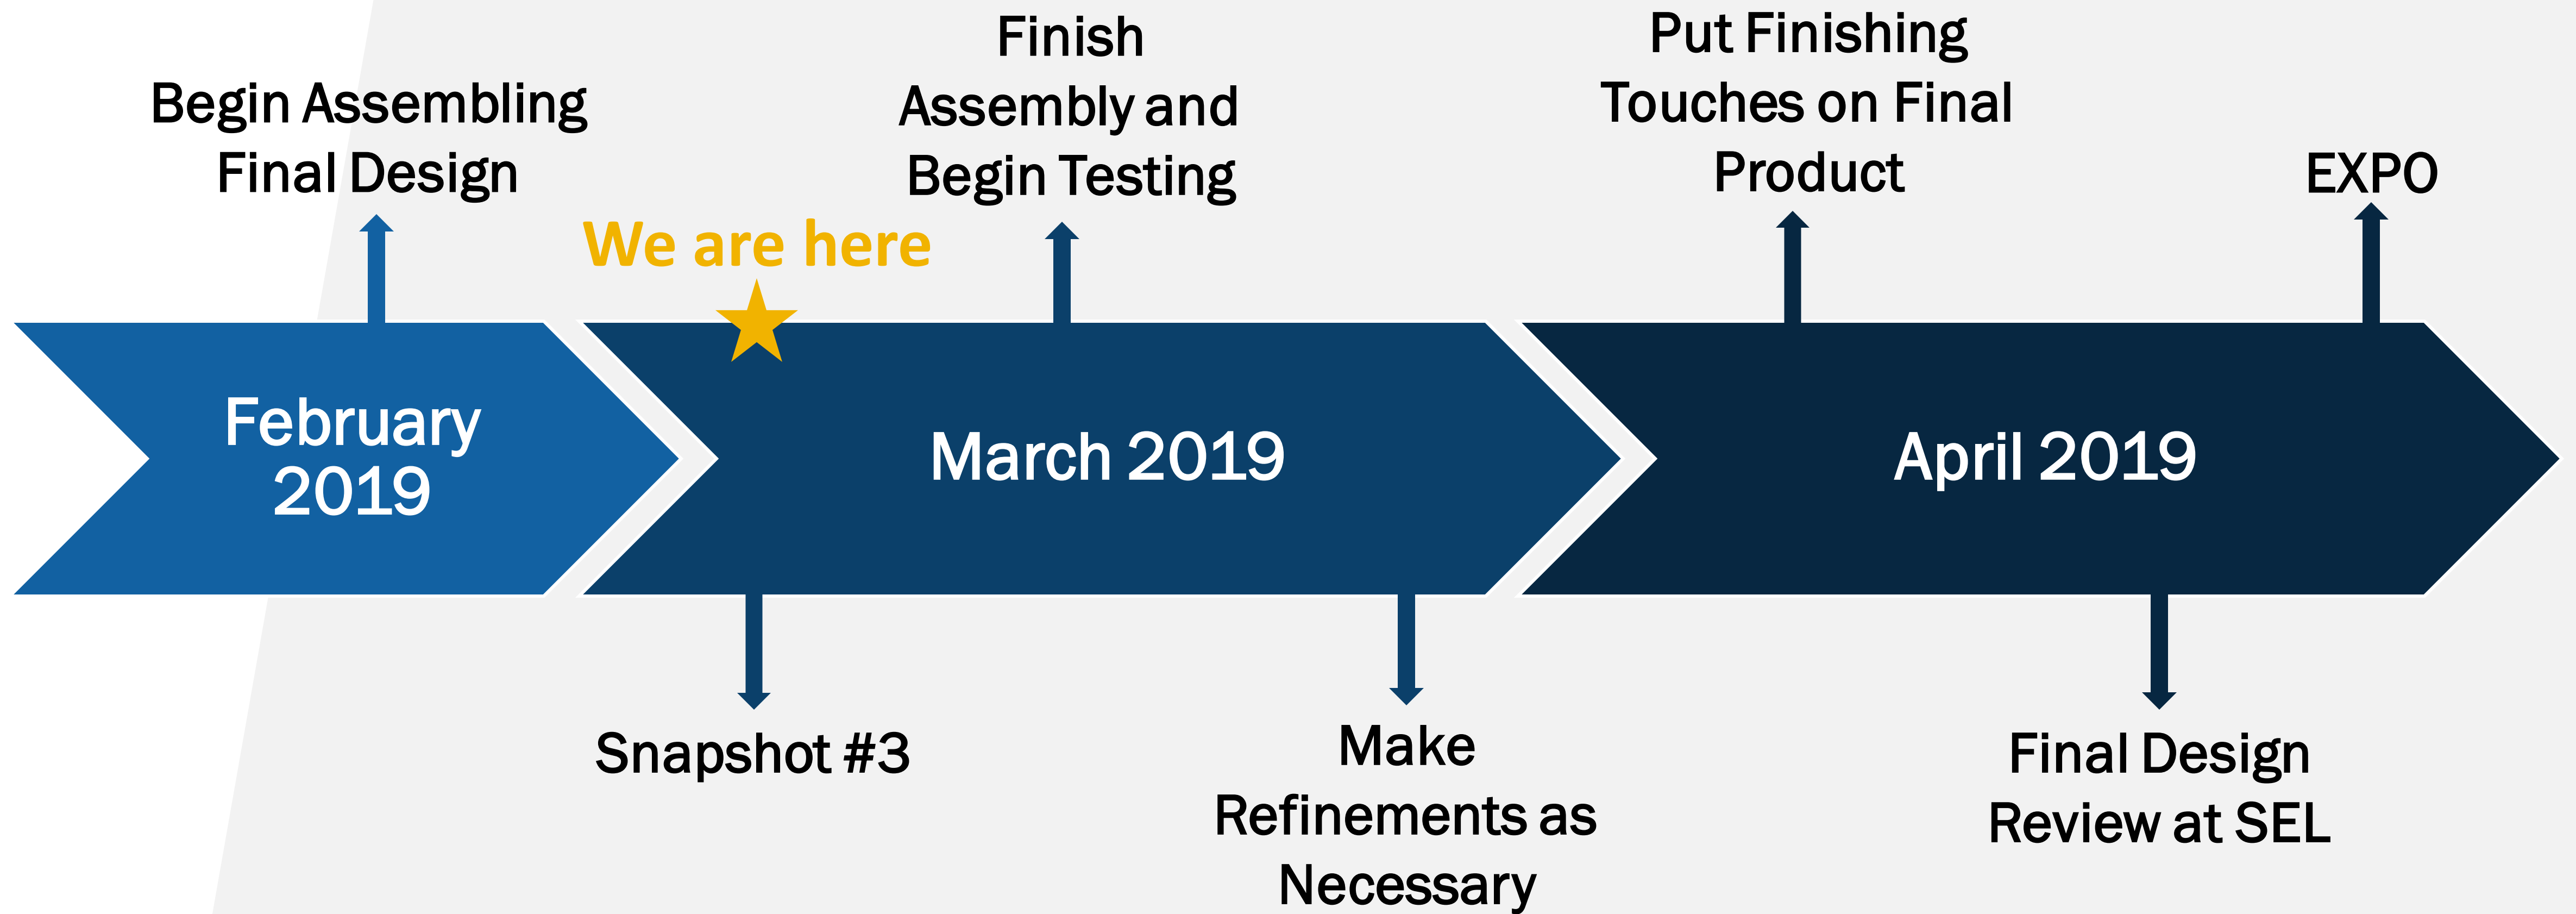 Begin Assembling
Final Design
We are here
Finish
Assembly and
Begin Testing
Put Finishing
Touches on Final
Product
EXPO
February
2019
March 2019
April 2019
Snapshot #3
Make
Refinements as
Necessary
Final Design
Review at SEL